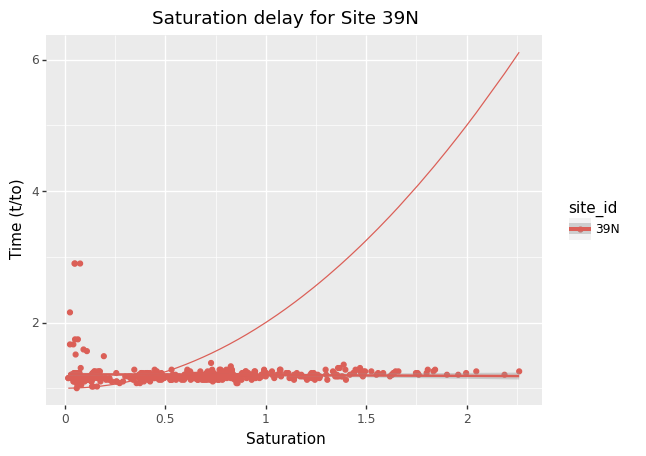 Saturation delay for Site 39N
6
4
2
Time (t/to)
0
0.5
1
1.5
2
Saturation
site_id
39N